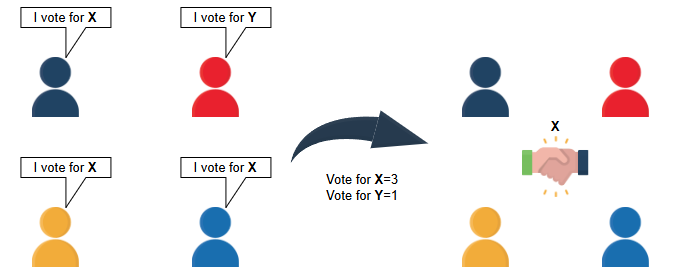 I vote for X
I vote for Y
I vote for X
I vote for X
Vote for X=3
Vote for Y=1
X